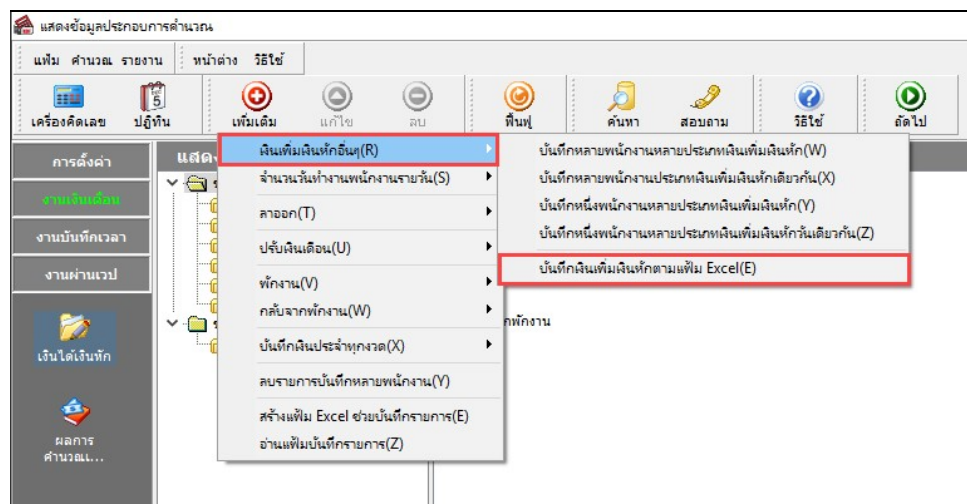 แสดงข้อมูลประกอบการคำนวณ
แฟ้ม คำนวณ รายงาน หน้าต่าง วิธีใช้
เครื่องคิดเลข ปฏิทิน เพิ่มเติม แก้ไข ลบ ฟื้นฟู ค้นหา สอบถาม วิธีใช้ ถัดไป
การตั้งค่า
งานเงินเดือน
งานบันทึกเวลา
งานผ่านเวป
เงินได้เงินหัก
ผลการ
คำนวณเ...
แสดง
เงินเพิ่มเงินหักอื่นๆ(R)
จำนวนวันทำงานพนักงานรายวัน(S)
ลาออก(T)
ปรับเงินเดือน(U)
พักงาน(V)
กลับจากพักงาน(W)
บันทึกเงินประจำทุกงวด(X)
ลบรายการบันทึกหลายพนักงาน(Y)
สร้างแฟ้ม Excel ช่วยบันทึกรายการ(E)
อ่านแฟ้มบันทึกรายการ(Z)
บันทึกหลายพนักงานหลายประเภทเงินเพิ่มเงินหัก(W)
บันทึกหลายพนักงานประเภทเงินเพิ่มเงินหักเดียวกัน(X)
บันทึกหนึ่งพนักงานหลายประเภทเงินเพิ่มเงินหัก(Y)
บันทึกหนึ่งพนักงานหลายประเภทเงินเพิ่มเงินหักวันเดียวกัน(Z)
บันทึกเงินเพิ่มเงินหักตามแฟ้ม Excel(E)
กพักงาน